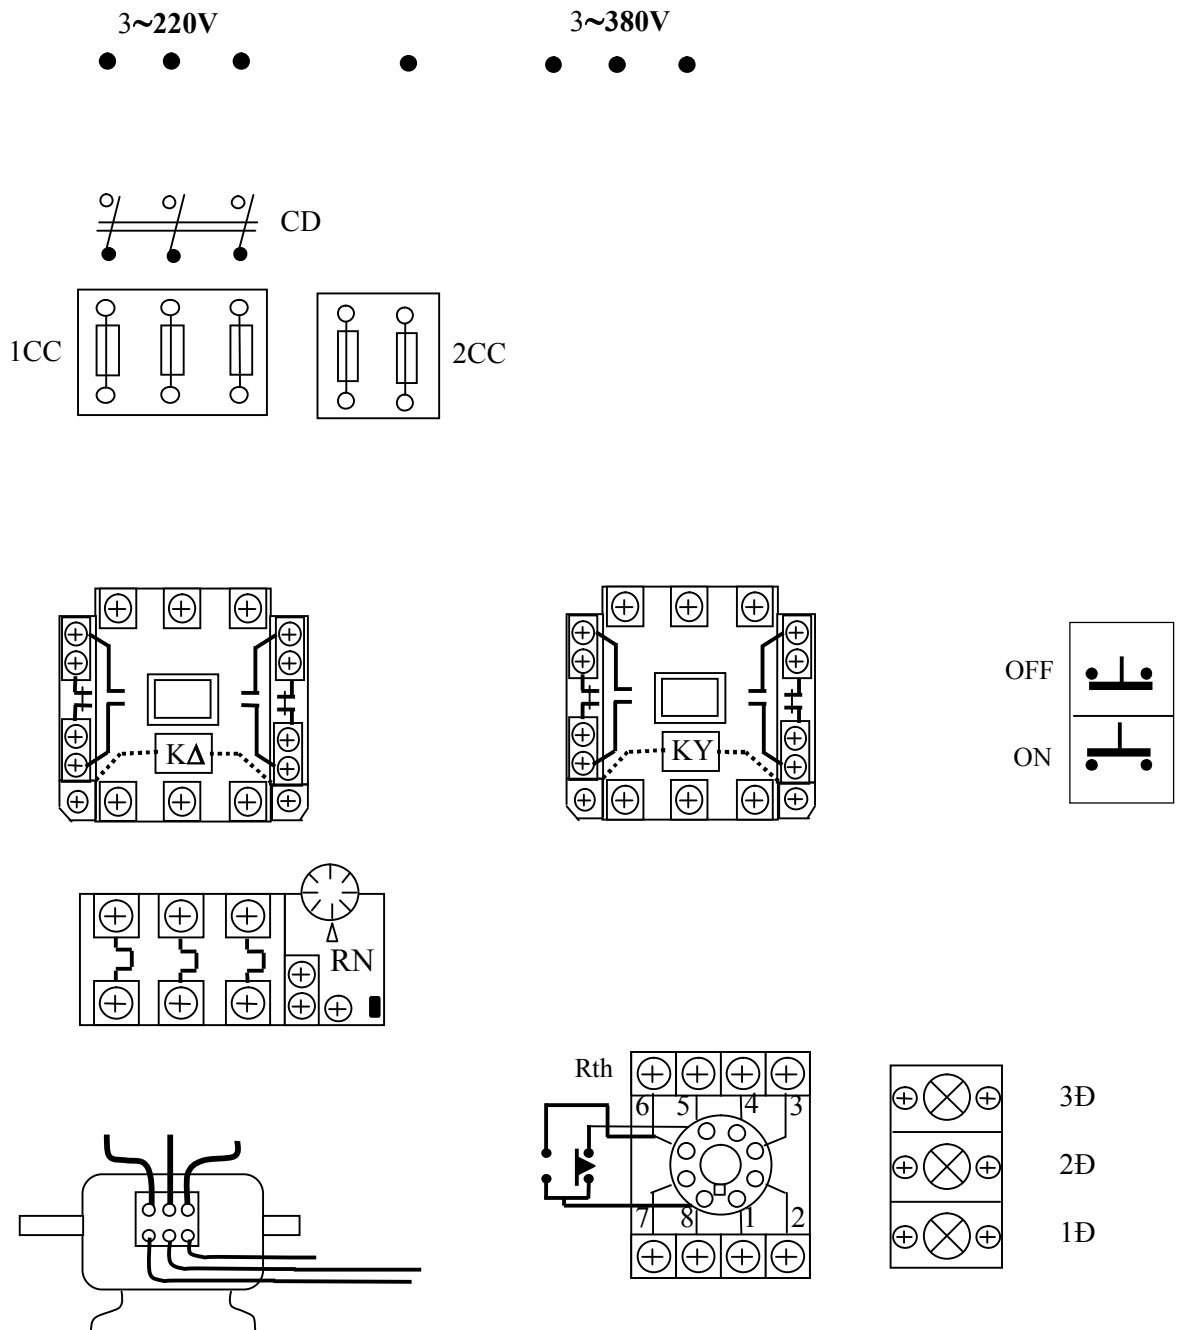 3~220V 3~380V
CD
1CC 2CC
OFF
KΔ KY
ON
RN
Rth
6 5 4 3
3Đ
2Đ
7 8 1 2
1Đ